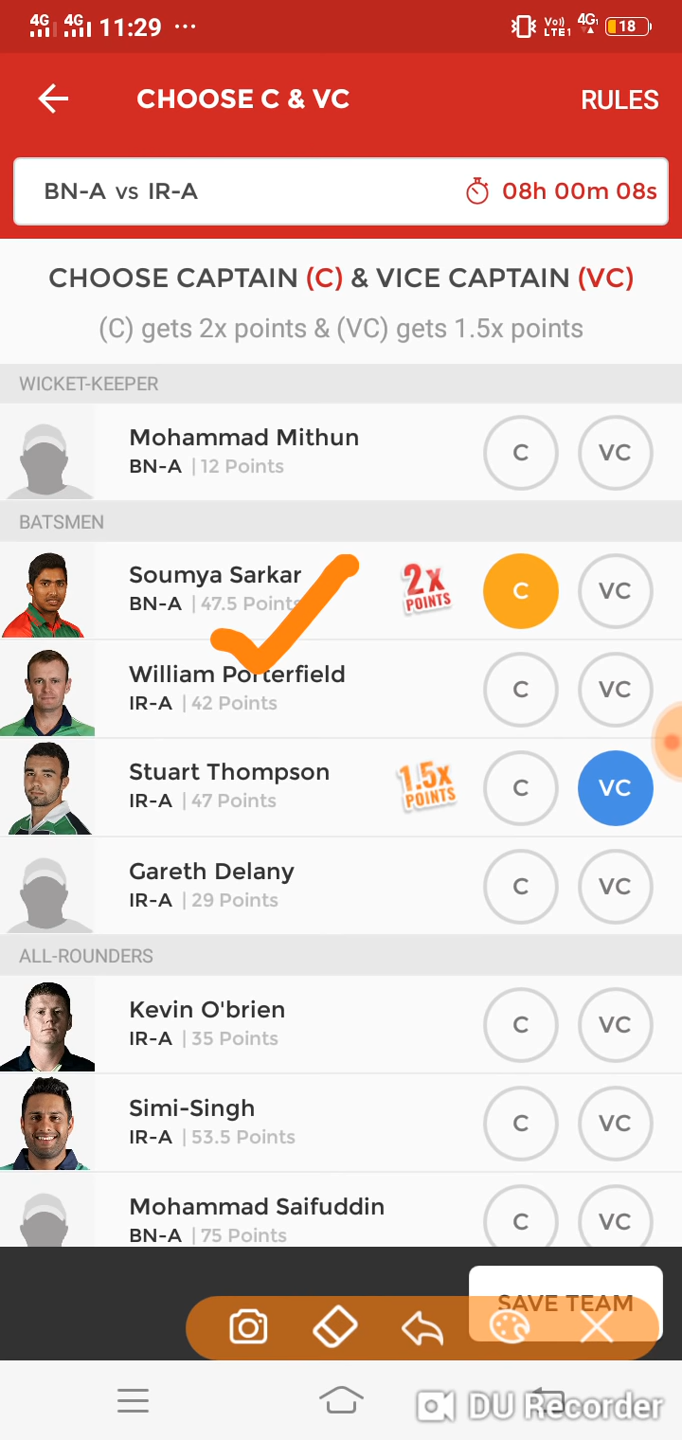 4G 4G 11:29 ... Vo)) LTE1 4G 18
CHOOSE C & VC RULES
BN-A vs IR-A 08h 00m 08s
CHOOSE CAPTAIN (C) & VICE CAPTAIN (VC)
(C) gets 2x points & (VC) gets 1.5x points
WICKET-KEEPER
Mohammad Mithun
BN-A | 12 Points C VC
BATSMEN
Soumya Sarkar
BN-A | 47.5 Points 2x POINTS C VC
William Porterfield
IR-A | 42 Points C VC
Stuart Thompson
IR-A | 47 Points 1.5x POINTS C VC
Gareth Delany
IR-A | 29 Points C VC
ALL-ROUNDERS
Kevin O'brien
IR-A | 35 Points C VC
Simi-Singh
IR-A | 53.5 Points C VC
Mohammad Saifuddin
BN-A | 75 Points C VC
SAVE TEAM
DU Recorder